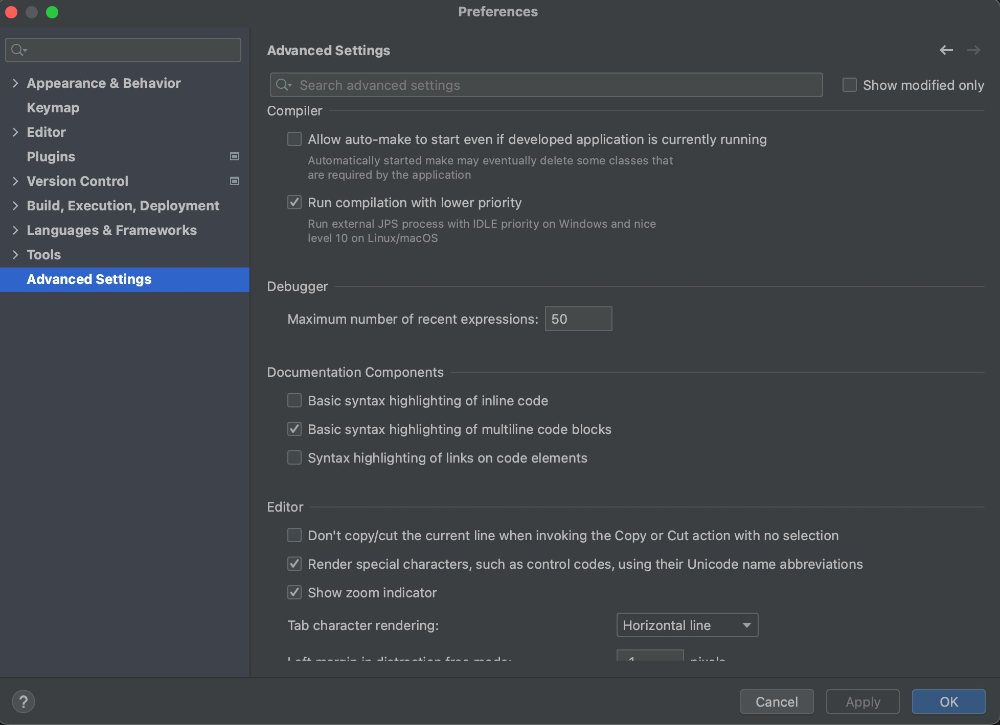 Preferences
Appearance & Behavior
Keymap
Editor
Plugins
Version Control
Build, Execution, Deployment
Languages & Frameworks
Tools
Advanced Settings
Advanced Settings
Search advanced settings
Show modified only
Compiler
Allow auto-make to start even if developed application is currently running
Automatically started make may eventually delete some classes that
are required by the application
Run compilation with lower priority
Run external JPS process with IDLE priority on Windows and nice
level 10 on Linux/macOS
Debugger
Maximum number of recent expressions: 50
Documentation Components
Basic syntax highlighting of inline code
Basic syntax highlighting of multiline code blocks
Syntax highlighting of links on code elements
Editor
Don't copy/cut the current line when invoking the Copy or Cut action with no selection
Render special characters, such as control codes, using their Unicode name abbreviations
Show zoom indicator
Tab character rendering: Horizontal line
Left margin in distraction free mode: pixels
? Cancel Apply OK